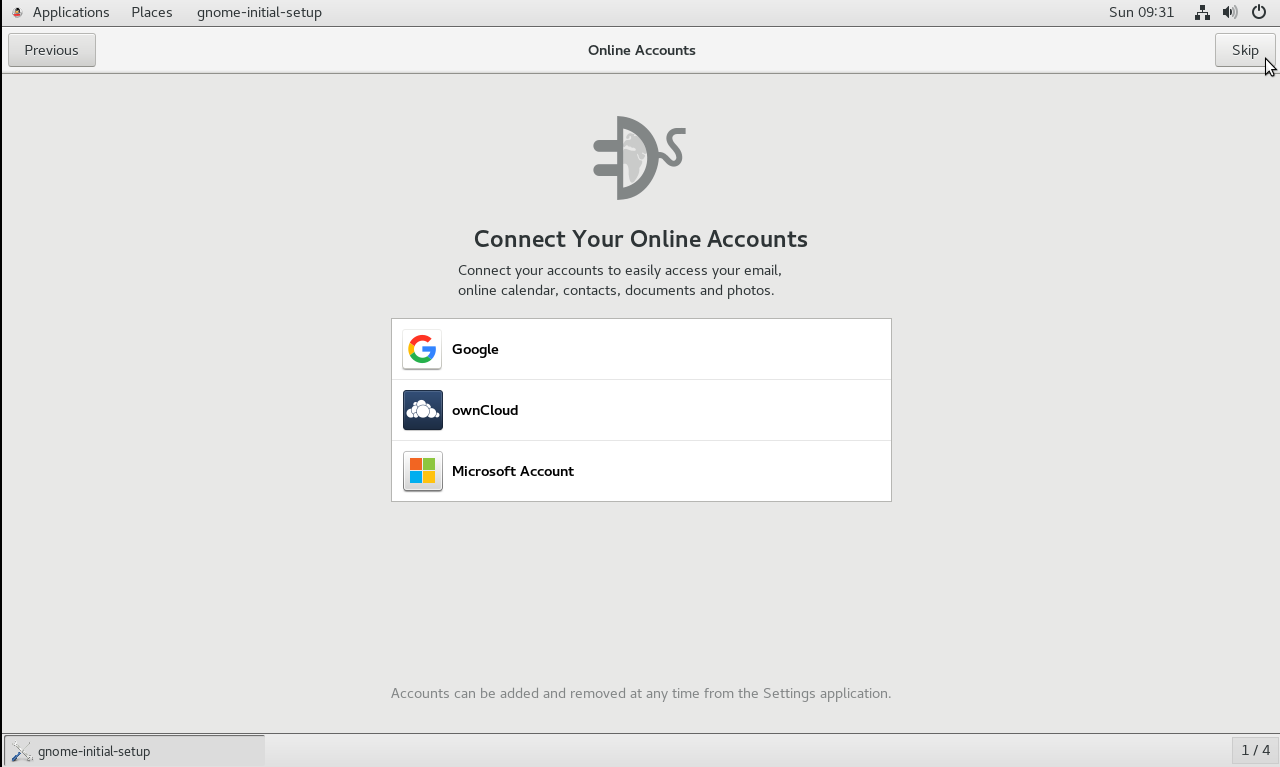 Applications Places gnome-initial-setup Sun 09:31
Previous Online Accounts Skip
Connect Your Online Accounts
Connect your accounts to easily access your email,
online calendar, contacts, documents and photos.
Google
ownCloud
Microsoft Account
Accounts can be added and removed at any time from the Settings application.
gnome-initial-setup 1 / 4